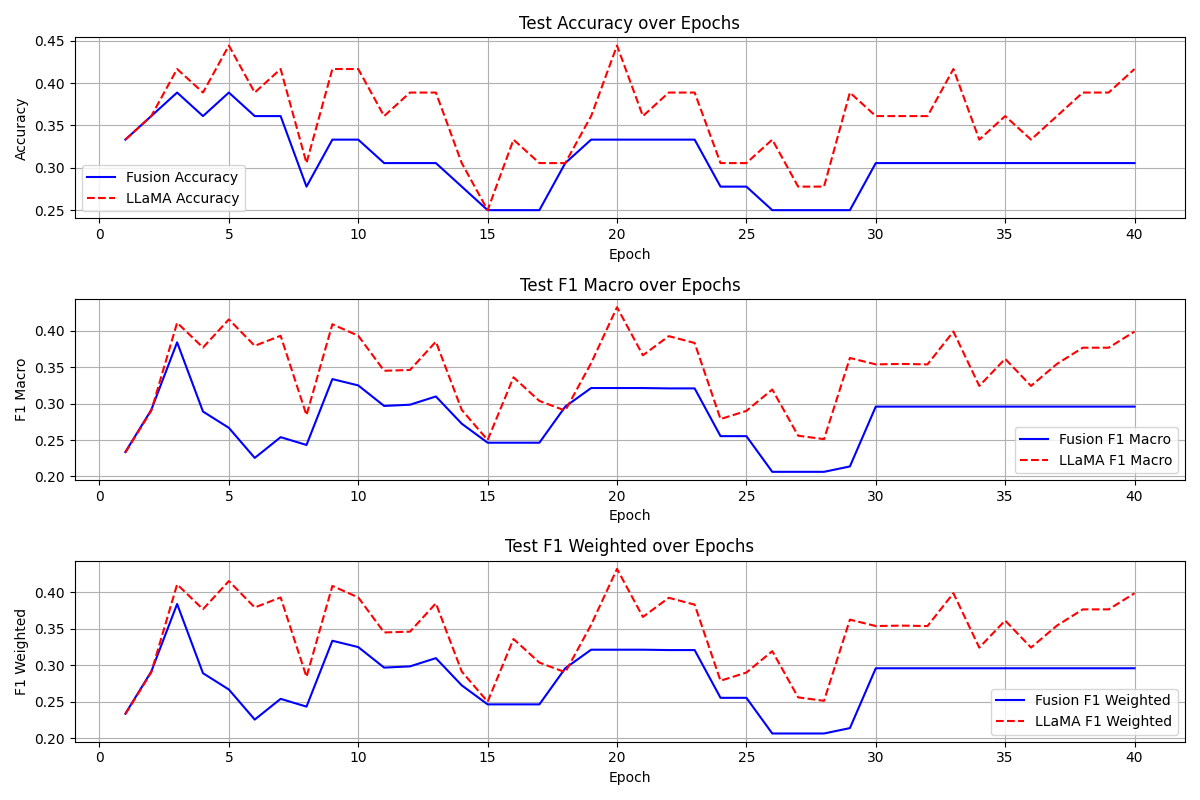 Test Accuracy over Epochs
Accuracy
0.45
0.40
0.35
0.30
0.25
Fusion Accuracy
LLaMA Accuracy
0 5 10 15 20 25 30 35 40
Epoch
Test F1 Macro over Epochs
F1 Macro
0.40
0.35
0.30
0.25
0.20
Fusion F1 Macro
LLaMA F1 Macro
0 5 10 15 20 25 30 35 40
Epoch
Test F1 Weighted over Epochs
F1 Weighted
0.40
0.35
0.30
0.25
0.20
Fusion F1 Weighted
LLaMA F1 Weighted
0 5 10 15 20 25 30 35 40
Epoch